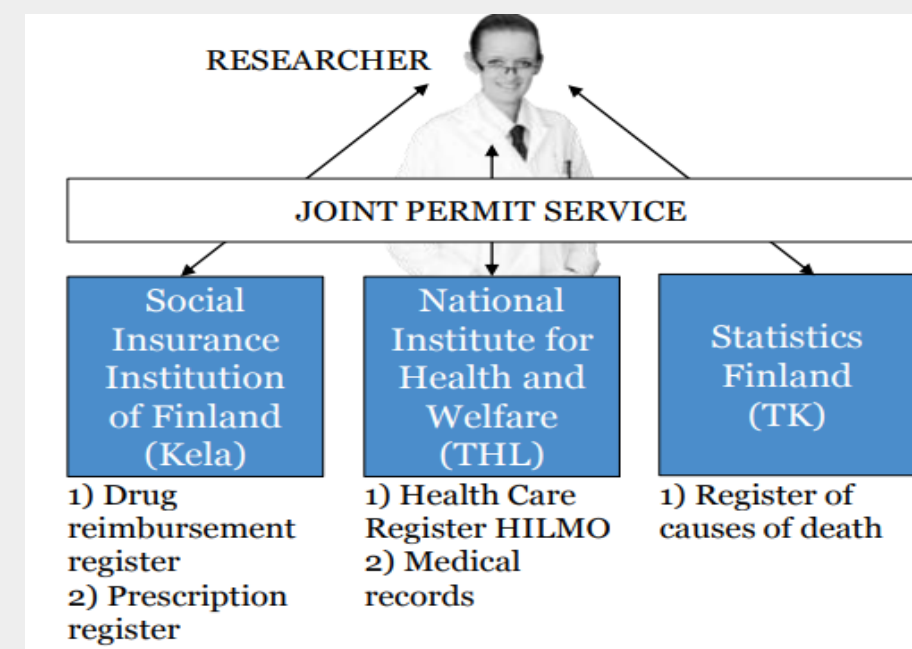 RESEARCHER
JOINT PERMIT SERVICE
Social
Insurance
Institution
of Finland
(Kela)
National
Institute for
Health and
Welfare
(THL)
Statistics
Finland
(TK)
1) Drug
reimbursement
register
2) Prescription
register
1) Health Care
Register HILMO
2) Medical
records
1) Register of
causes of death